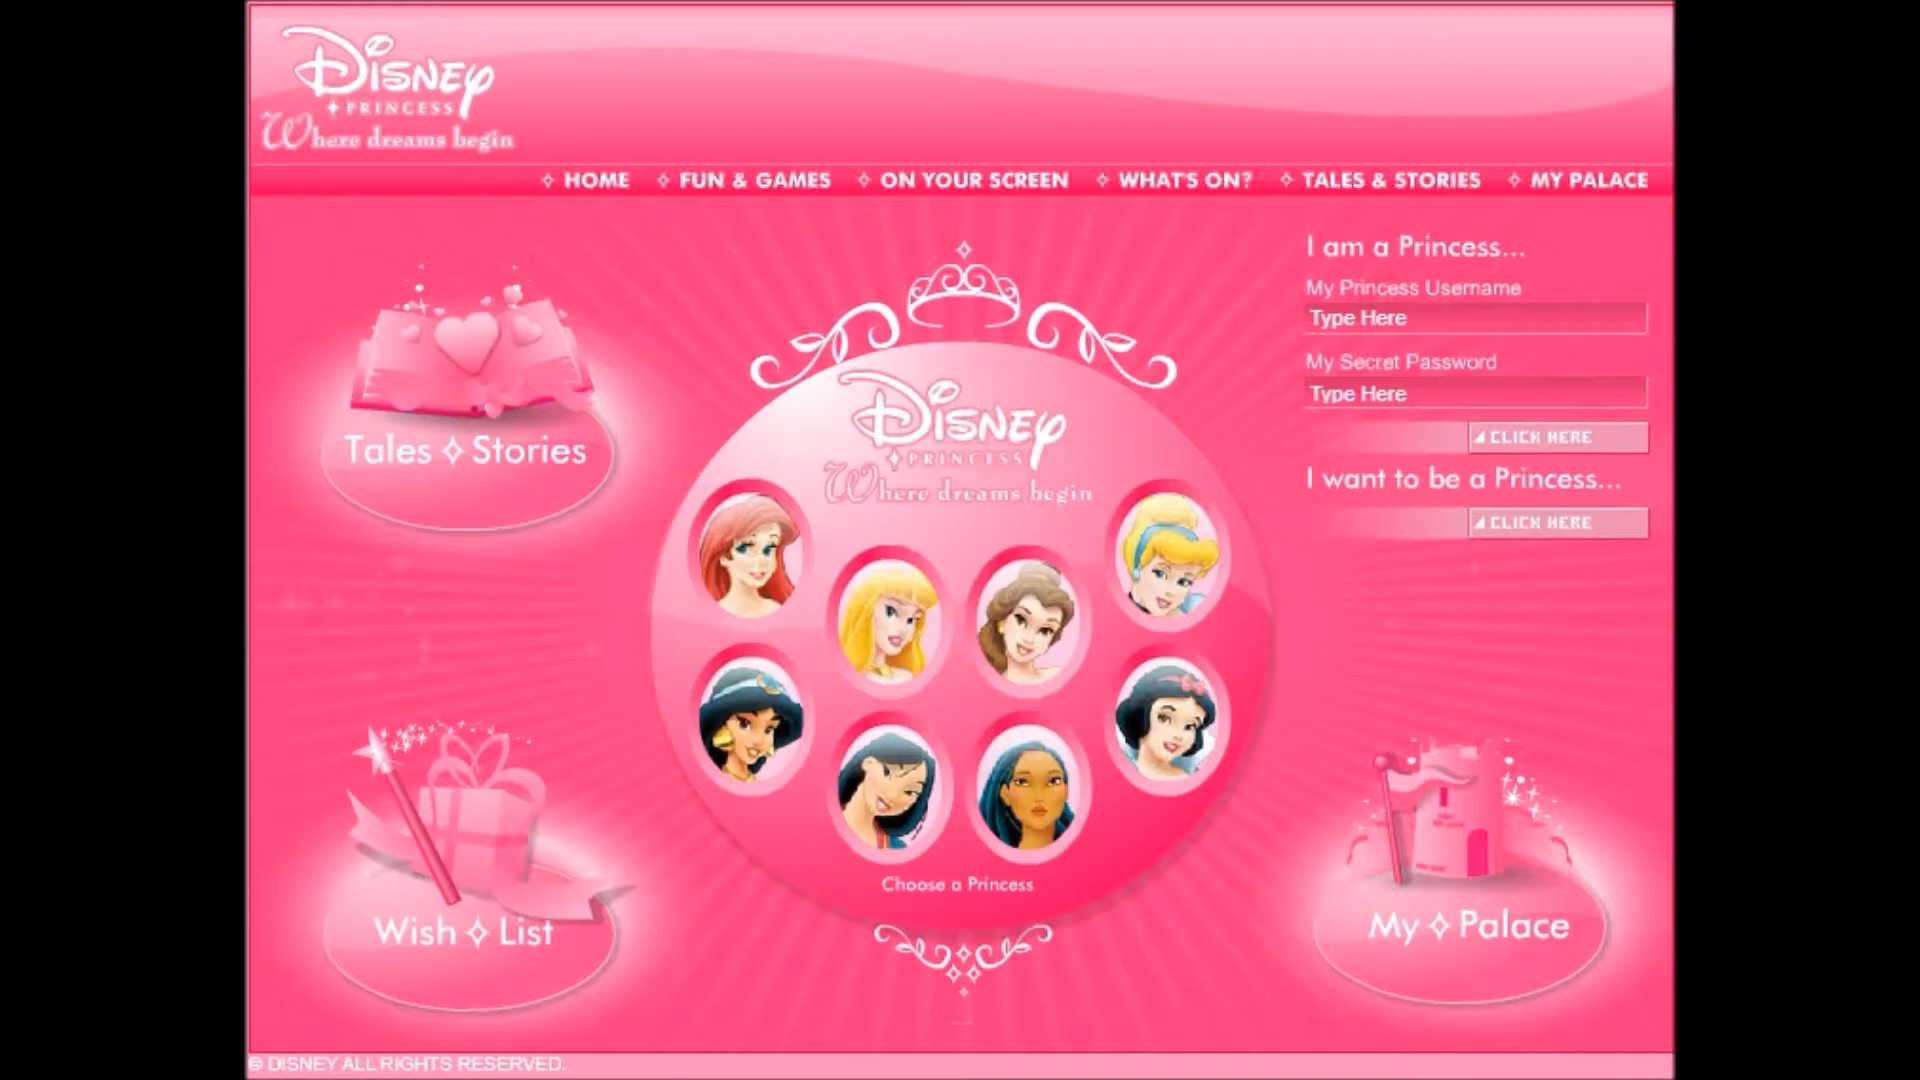 Disney
PRINCESS
Where dreams begin
HOME
FUN & GAMES
ON YOUR SCREEN
WHAT'S ON?
TALES & STORIES
MY PALACE
I am a Princess...
My Princess Username
Type Here
My Secret Password
Type Here
CLICK HERE
I want to be a Princess...
CLICK HERE
Tales Stories
Disney
PRINCESS
Where dreams begin
Choose a Princess
Wish List
My Palace
© DISNEY ALL RIGHTS RESERVED.